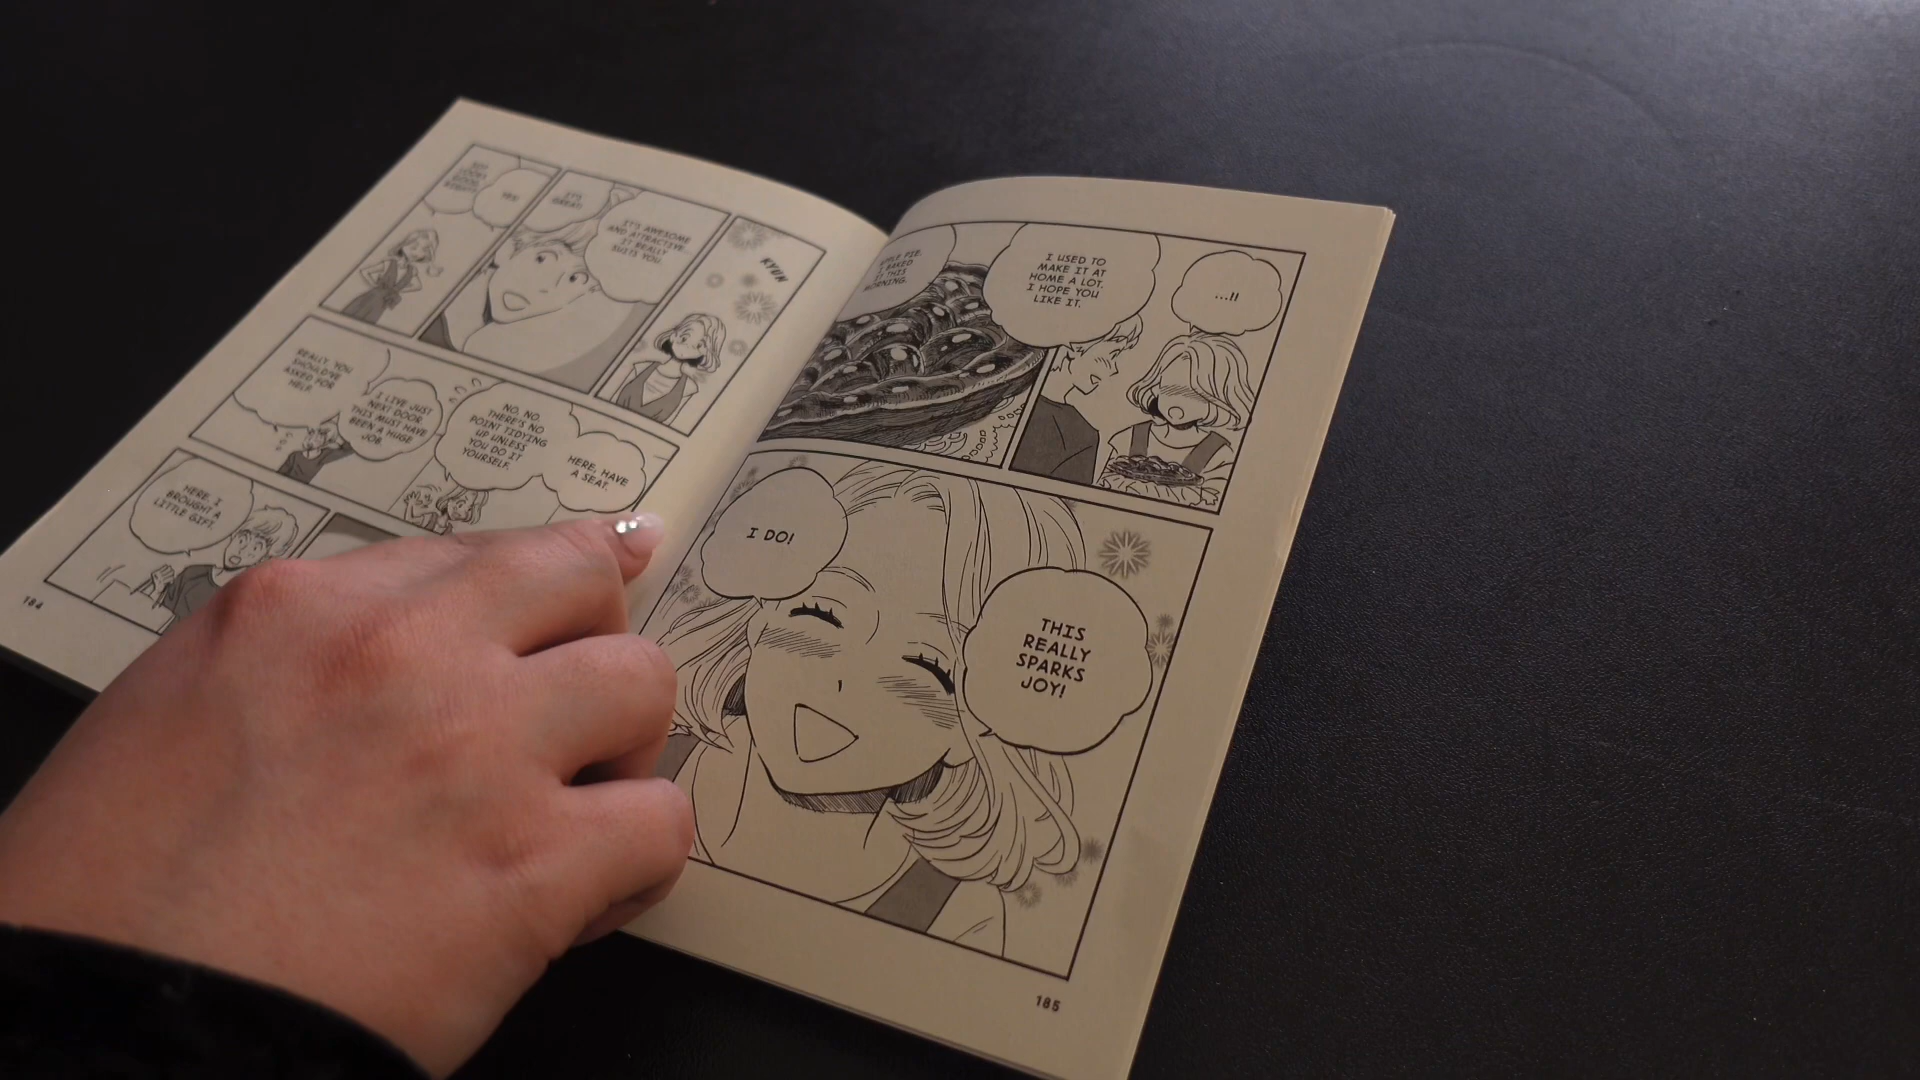 YES!
IT'S
GREAT!
IT'S AWESOME
AND ATTRACTIVE.
IT REALLY
SUITS YOU.
KYUN
REALLY, YOU
SHOULD'VE
ASKED FOR
HELP.
I LIVE JUST
NEXT DOOR.
THIS MUST HAVE
BEEN A HUGE
JOB.
NO, NO.
THERE'S NO
POINT TIDYING
UP UNLESS
YOU DO IT
YOURSELF.
HERE, HAVE
A SEAT.
HERE, I
BROUGHT A
LITTLE GIFT.
184
PIE.
BAKED
THIS
MORNING.
I USED TO
MAKE IT AT
HOME A LOT.
I HOPE YOU
LIKE IT.
...!!
I DO!
THIS
REALLY
SPARKS
JOY!
185